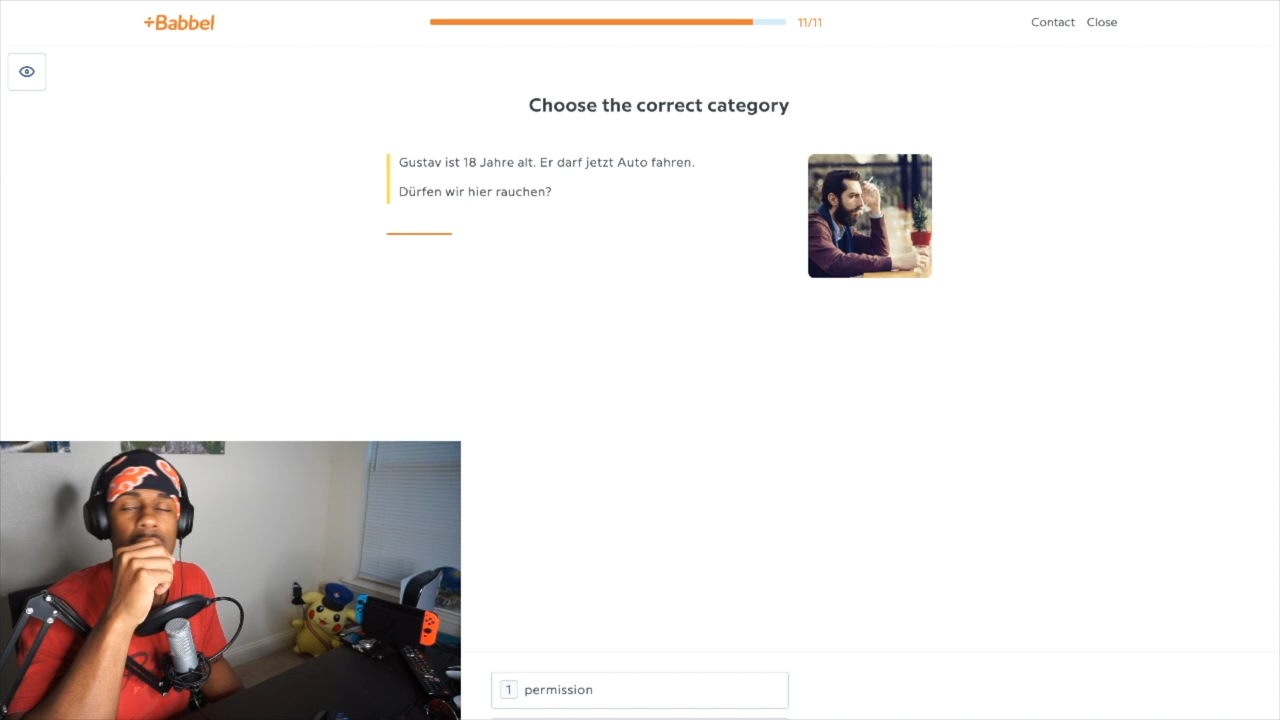 +Babbel
11/11
Contact Close
Choose the correct category
Gustav ist 18 Jahre alt. Er darf jetzt Auto fahren.
Dürfen wir hier rauchen?
1 permission